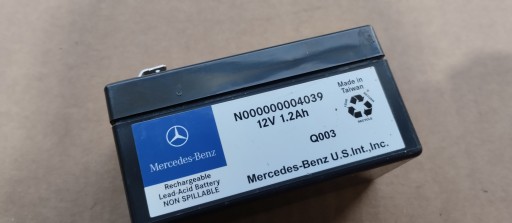 N000000004039
12V 1.2Ah
Made in
Taiwan
Q003
Mercedes-Benz
Mercedes-Benz U.S.Int.,Inc.
Rechargeable
Lead-Acid Battery
NON SPILLABLE